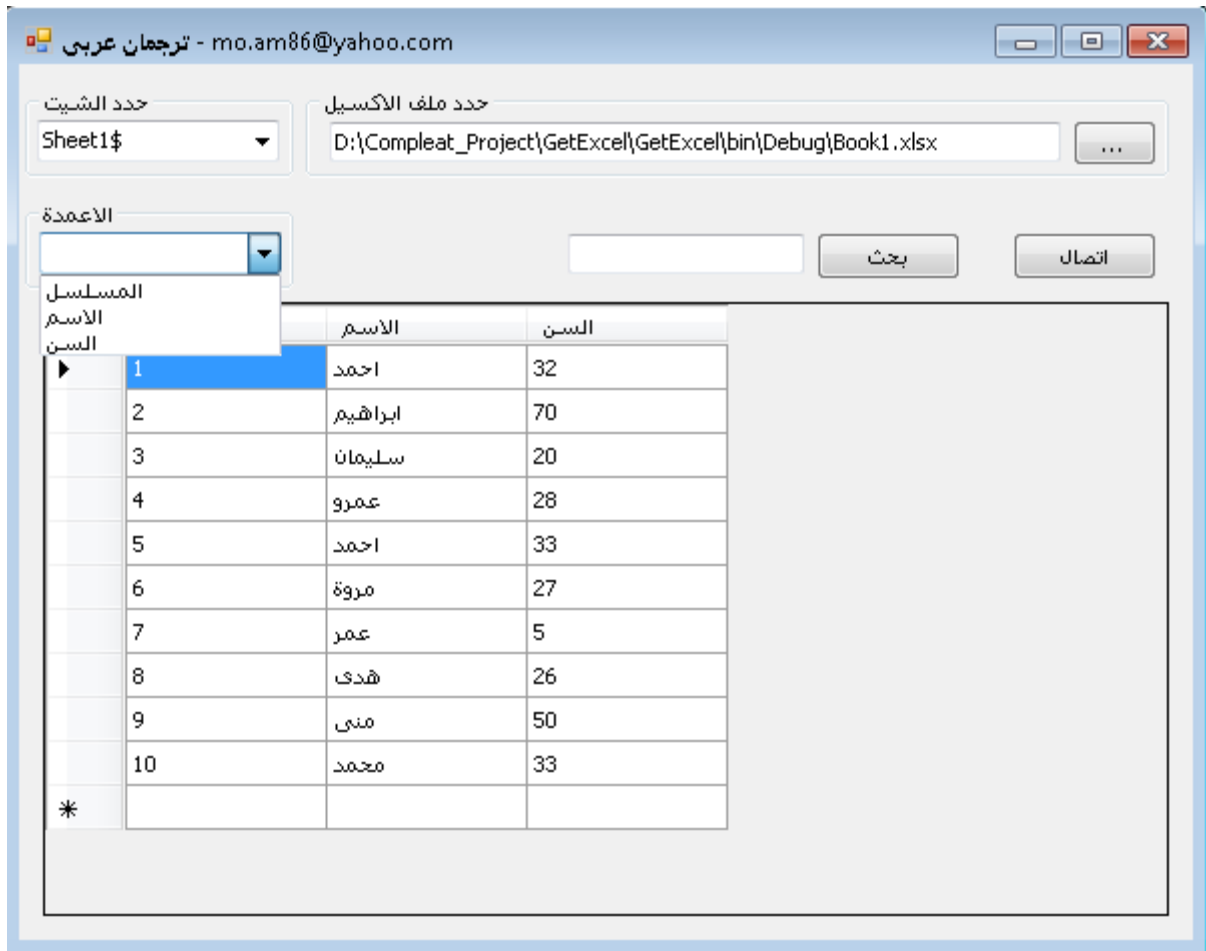 ترجمان عربى - mo.am86@yahoo.com
حدد الشيت
حدد ملف الاكسيل
Sheet1$
D:\Compleat_Project\GetExcel\GetExcel\bin\Debug\Book1.xlsx
...
الاعمدة
بحث
اتصال
المسلسل
الاسم
السن
الاسم السن
1 احمد 32
2 ابراهيم 70
3 سليمان 20
4 عمرو 28
5 احمد 33
6 مروة 27
7 عمر 5
8 هدى 26
9 منى 50
10 محمد 33